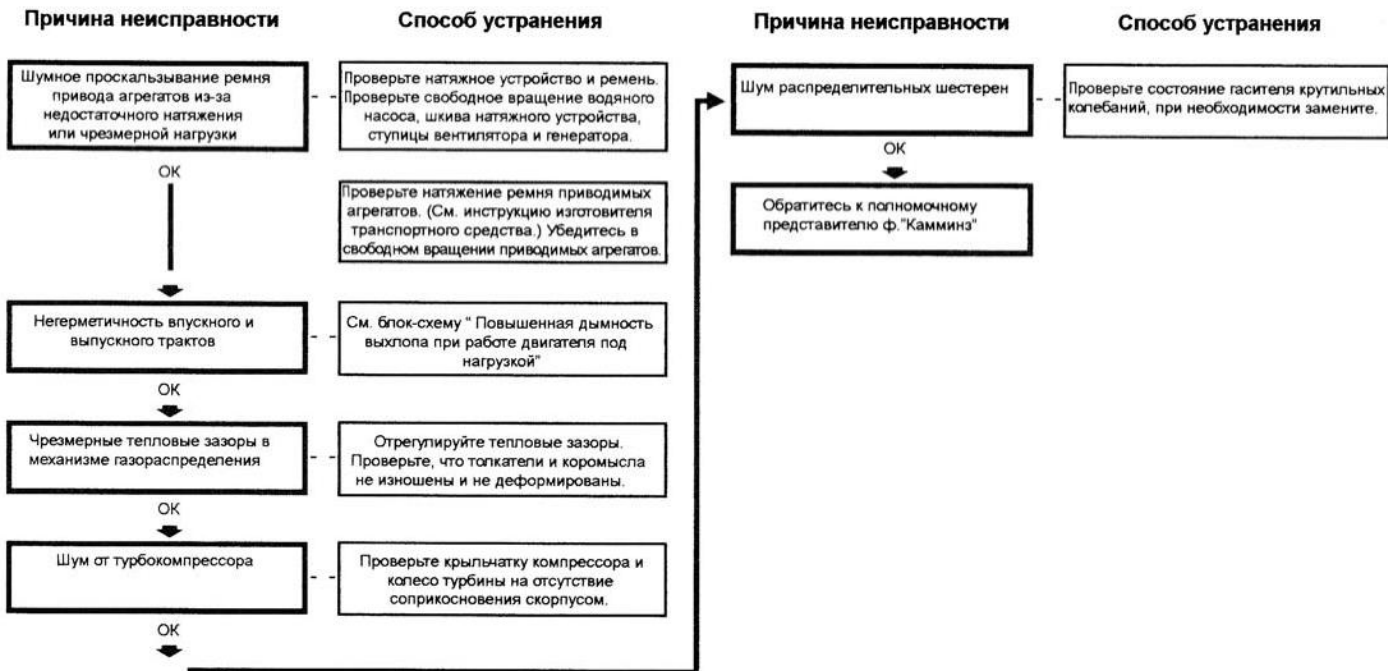 Причина неисправности
Способ устранения
Шумное проскальзывание ремня
привода агрегатов из-за
недостаточного натяжения
или чрезмерной нагрузки
Проверьте натяжное устройство и ремень.
Проверьте свободное вращение водяного
насоса, шкива натяжного устройства,
ступицы вентилятора и генератора.
ОК
Проверьте натяжение ремня приводимых
агрегатов. (См. инструкцию изготовителя
транспортного средства.) Убедитесь в
свободном вращении приводимых агрегатов.
Негерметичность впускного и
выпускного трактов
См. блок-схему " Повышенная дымность
выхлопа при работе двигателя под
нагрузкой"
ОК
Чрезмерные тепловые зазоры в
механизме газораспределения
Отрегулируйте тепловые зазоры.
Проверьте, что толкатели и коромысла
не изношены и не деформированы.
ОК
Шум от турбокомпрессора
Проверьте крыльчатку компрессора и
колесо турбины на отсутствие
соприкосновения скорпусом.
ОК
Причина неисправности
Способ устранения
Шум распределительных шестерен
Проверьте состояние гасителя крутильных
колебаний, при необходимости замените.
ОК
Обратитесь к полномочному
представителю ф."Камминз"